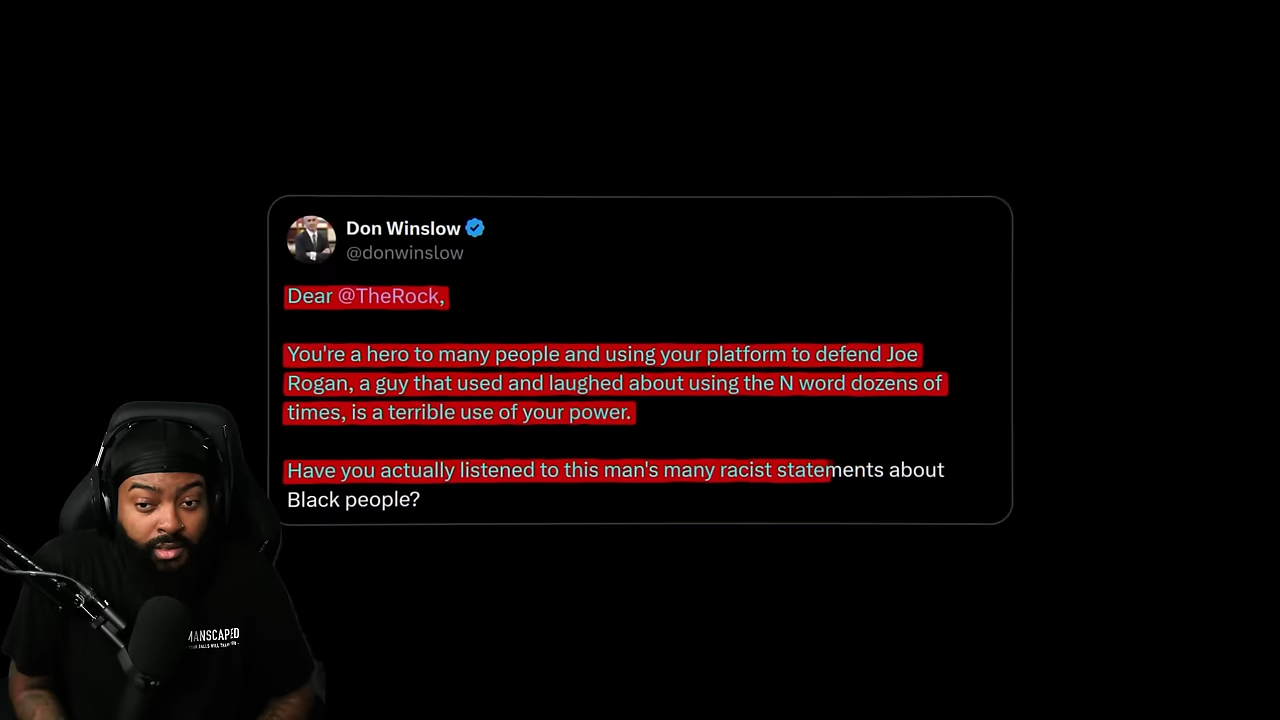 Don Winslow
@donwinslow
Dear @TheRock,
You're a hero to many people and using your platform to defend Joe
Rogan, a guy that used and laughed about using the N word dozens of
times, is a terrible use of your power.
Have you actually listened to this man's many racist statements about
Black people?
MANSCAPED